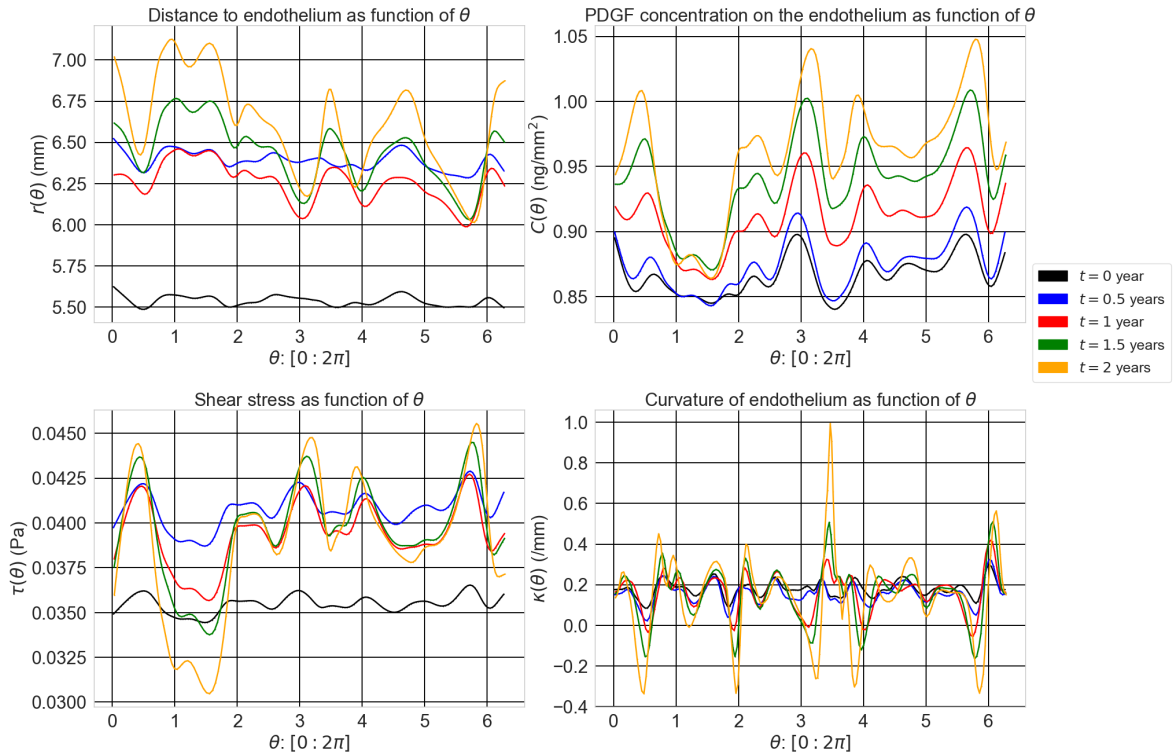 Distance to endothelium as function of θ
r(θ) (mm)
7.00
6.75
6.50
6.25
6.00
5.75
5.50
0 1 2 3 4 5 6
θ: [0 : 2π]
PDGF concentration on the endothelium as function of θ
C(θ) (ng/mm²)
1.05
1.00
0.95
0.90
0.85
0 1 2 3 4 5 6
θ: [0 : 2π]
t = 0 year
t = 0.5 years
t = 1 year
t = 1.5 years
t = 2 years
Shear stress as function of θ
τ(θ) (Pa)
0.0450
0.0425
0.0400
0.0375
0.0350
0.0325
0.0300
0 1 2 3 4 5 6
θ: [0 : 2π]
Curvature of endothelium as function of θ
κ(θ) (/mm)
1.0
0.8
0.6
0.4
0.2
0.0
−0.2
−0.4
0 1 2 3 4 5 6
θ: [0 : 2π]